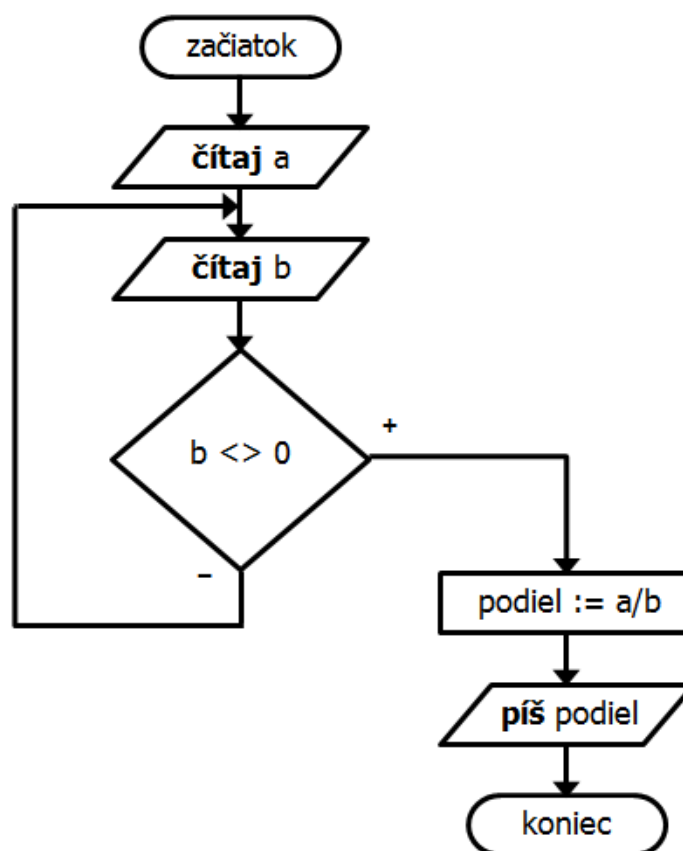 začiatok
čítaj a
čítaj b
b <> 0
+
–
podiel := a/b
píš podiel
koniec